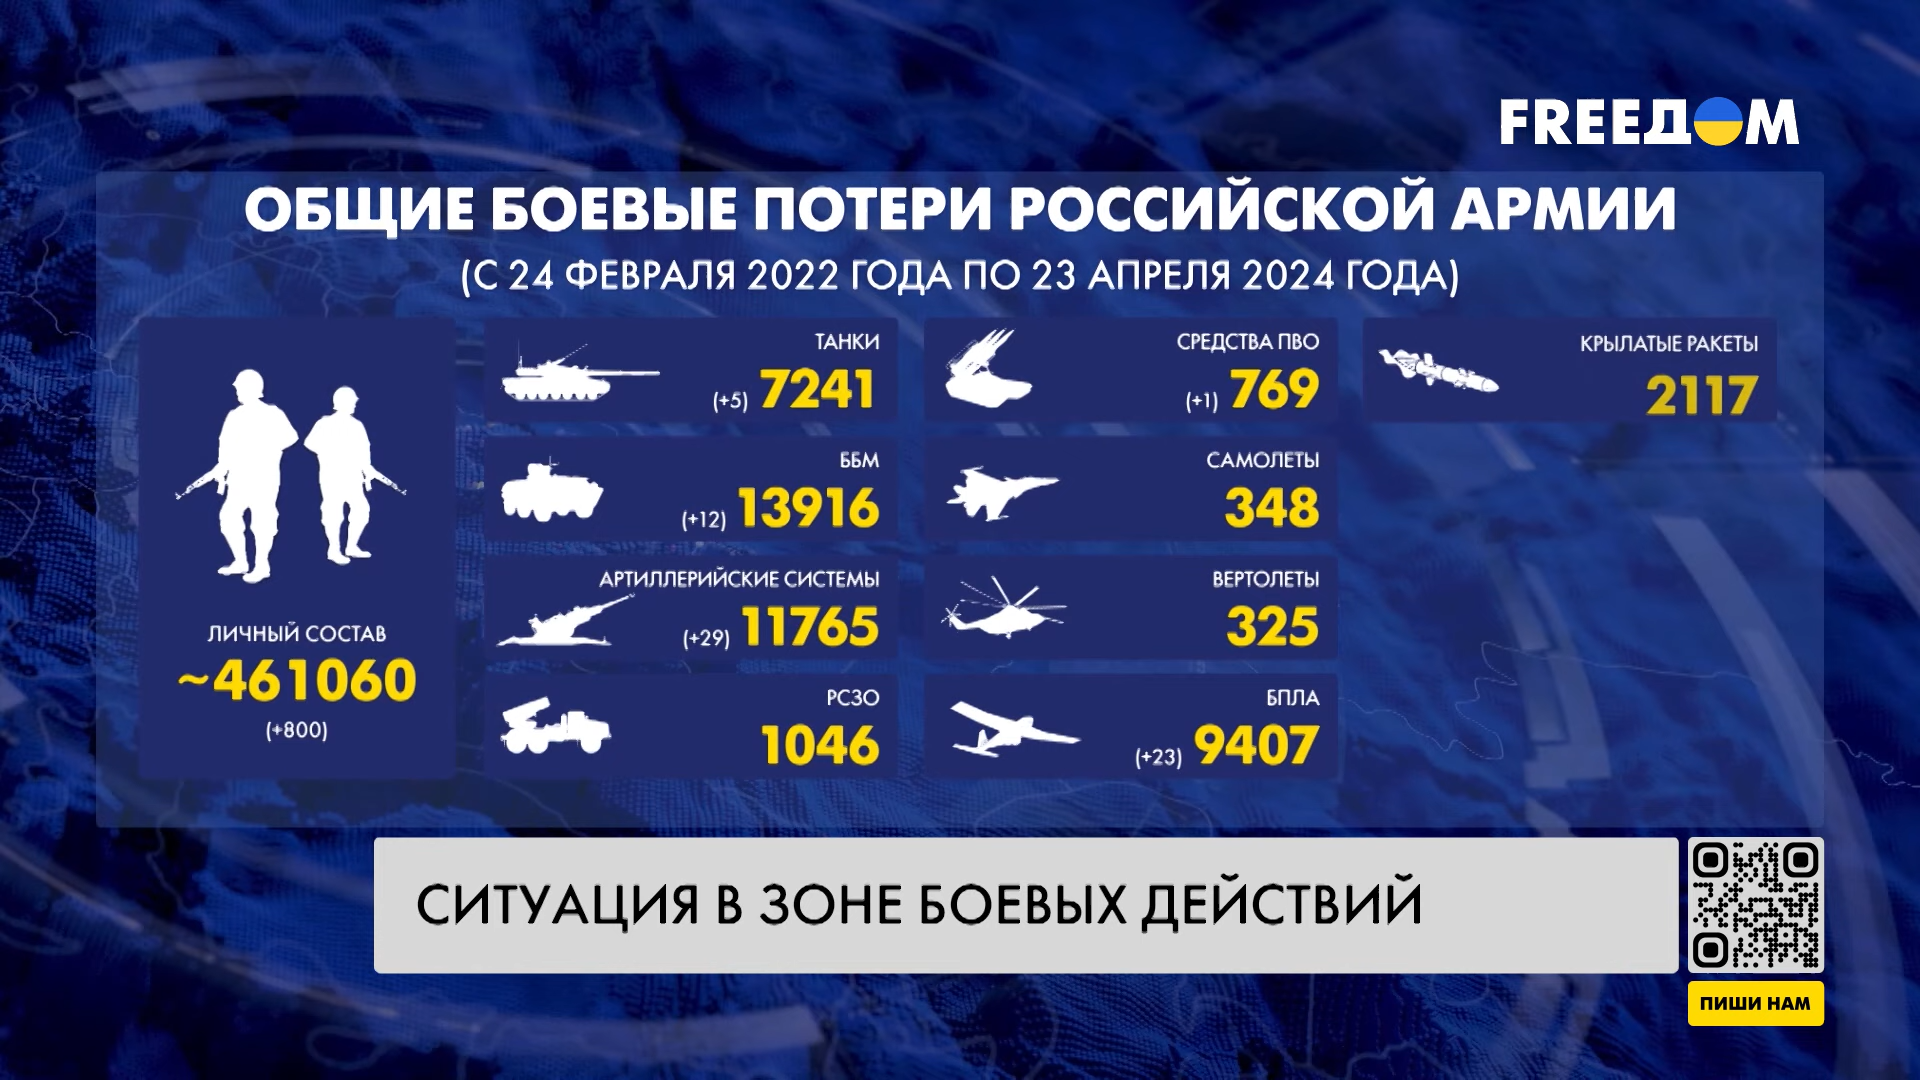 FREEДOM
ОБЩИЕ БОЕВЫЕ ПОТЕРИ РОССИЙСКОЙ АРМИИ
(С 24 ФЕВРАЛЯ 2022 ГОДА ПО 23 АПРЕЛЯ 2024 ГОДА)
ЛИЧНЫЙ СОСТАВ
~461060
(+800)
ТАНКИ
(+5) 7241
ББМ
(+12) 13916
АРТИЛЛЕРИЙСКИЕ СИСТЕМЫ
(+29) 11765
РСЗО
1046
СРЕДСТВА ПВО
(+1) 769
САМОЛЕТЫ
348
ВЕРТОЛЕТЫ
325
БПЛА
(+23) 9407
КРЫЛАТЫЕ РАКЕТЫ
2117
СИТУАЦИЯ В ЗОНЕ БОЕВЫХ ДЕЙСТВИЙ
ПИШИ НАМ